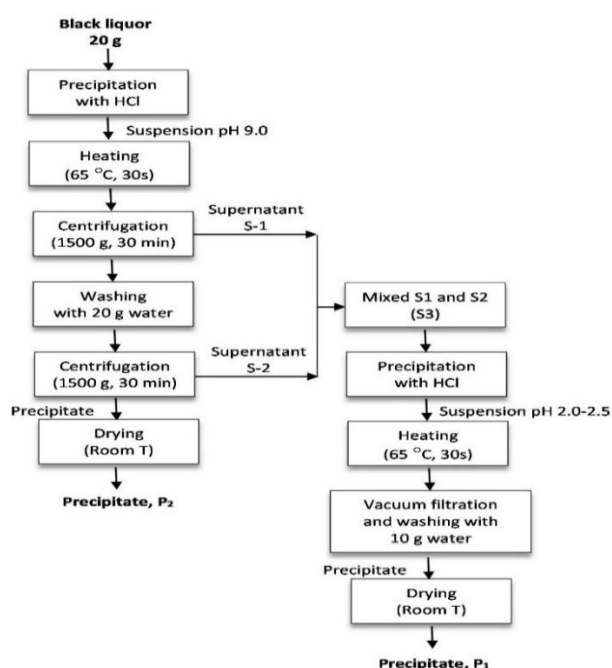 Black liquor
20 g
Precipitation
with HCl
Suspension pH 9.0
Heating
(65 °C, 30s)
Centrifugation
(1500 g, 30 min)
Supernatant
S-1
Washing
with 20 g water
Centrifugation
(1500 g, 30 min)
Supernatant
S-2
Precipitate
Drying
(Room T)
Precipitate, P₂
Mixed S1 and S2
(S3)
Precipitation
with HCl
Suspension pH 2.0-2.5
Heating
(65 °C, 30s)
Vacuum filtration
and washing with
10 g water
Precipitate
Drying
(Room T)
Precipitate, P₁